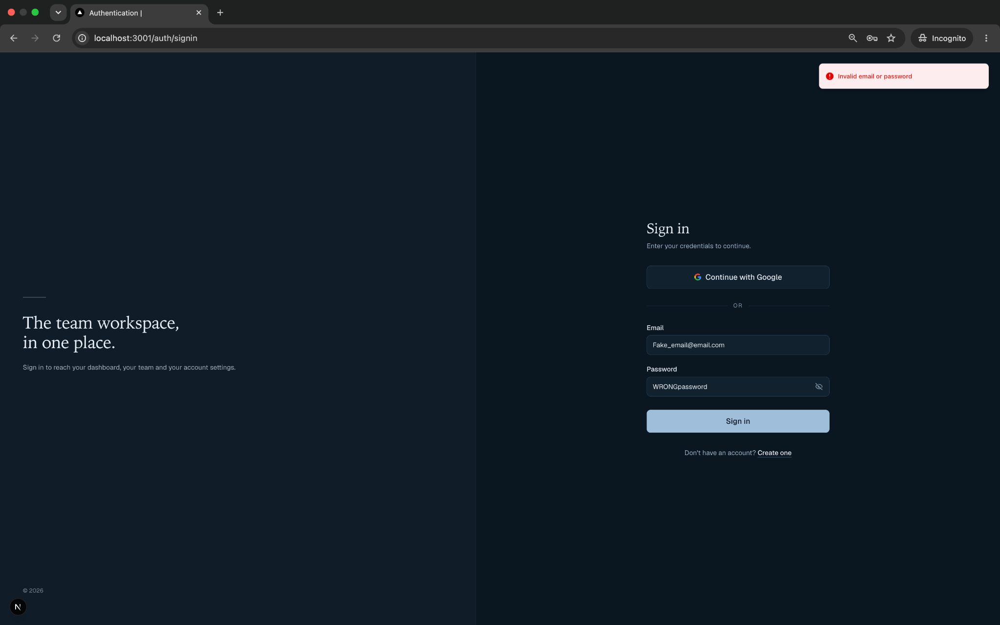 Authentication |
localhost:3001/auth/signin
Incognito
Invalid email or password
The team workspace,
in one place.
Sign in to reach your dashboard, your team and your account settings.
© 2026
N
Sign in
Enter your credentials to continue.
Continue with Google
OR
Email
Fake_email@email.com
Password
WRONGpassword
Sign in
Don't have an account? Create one